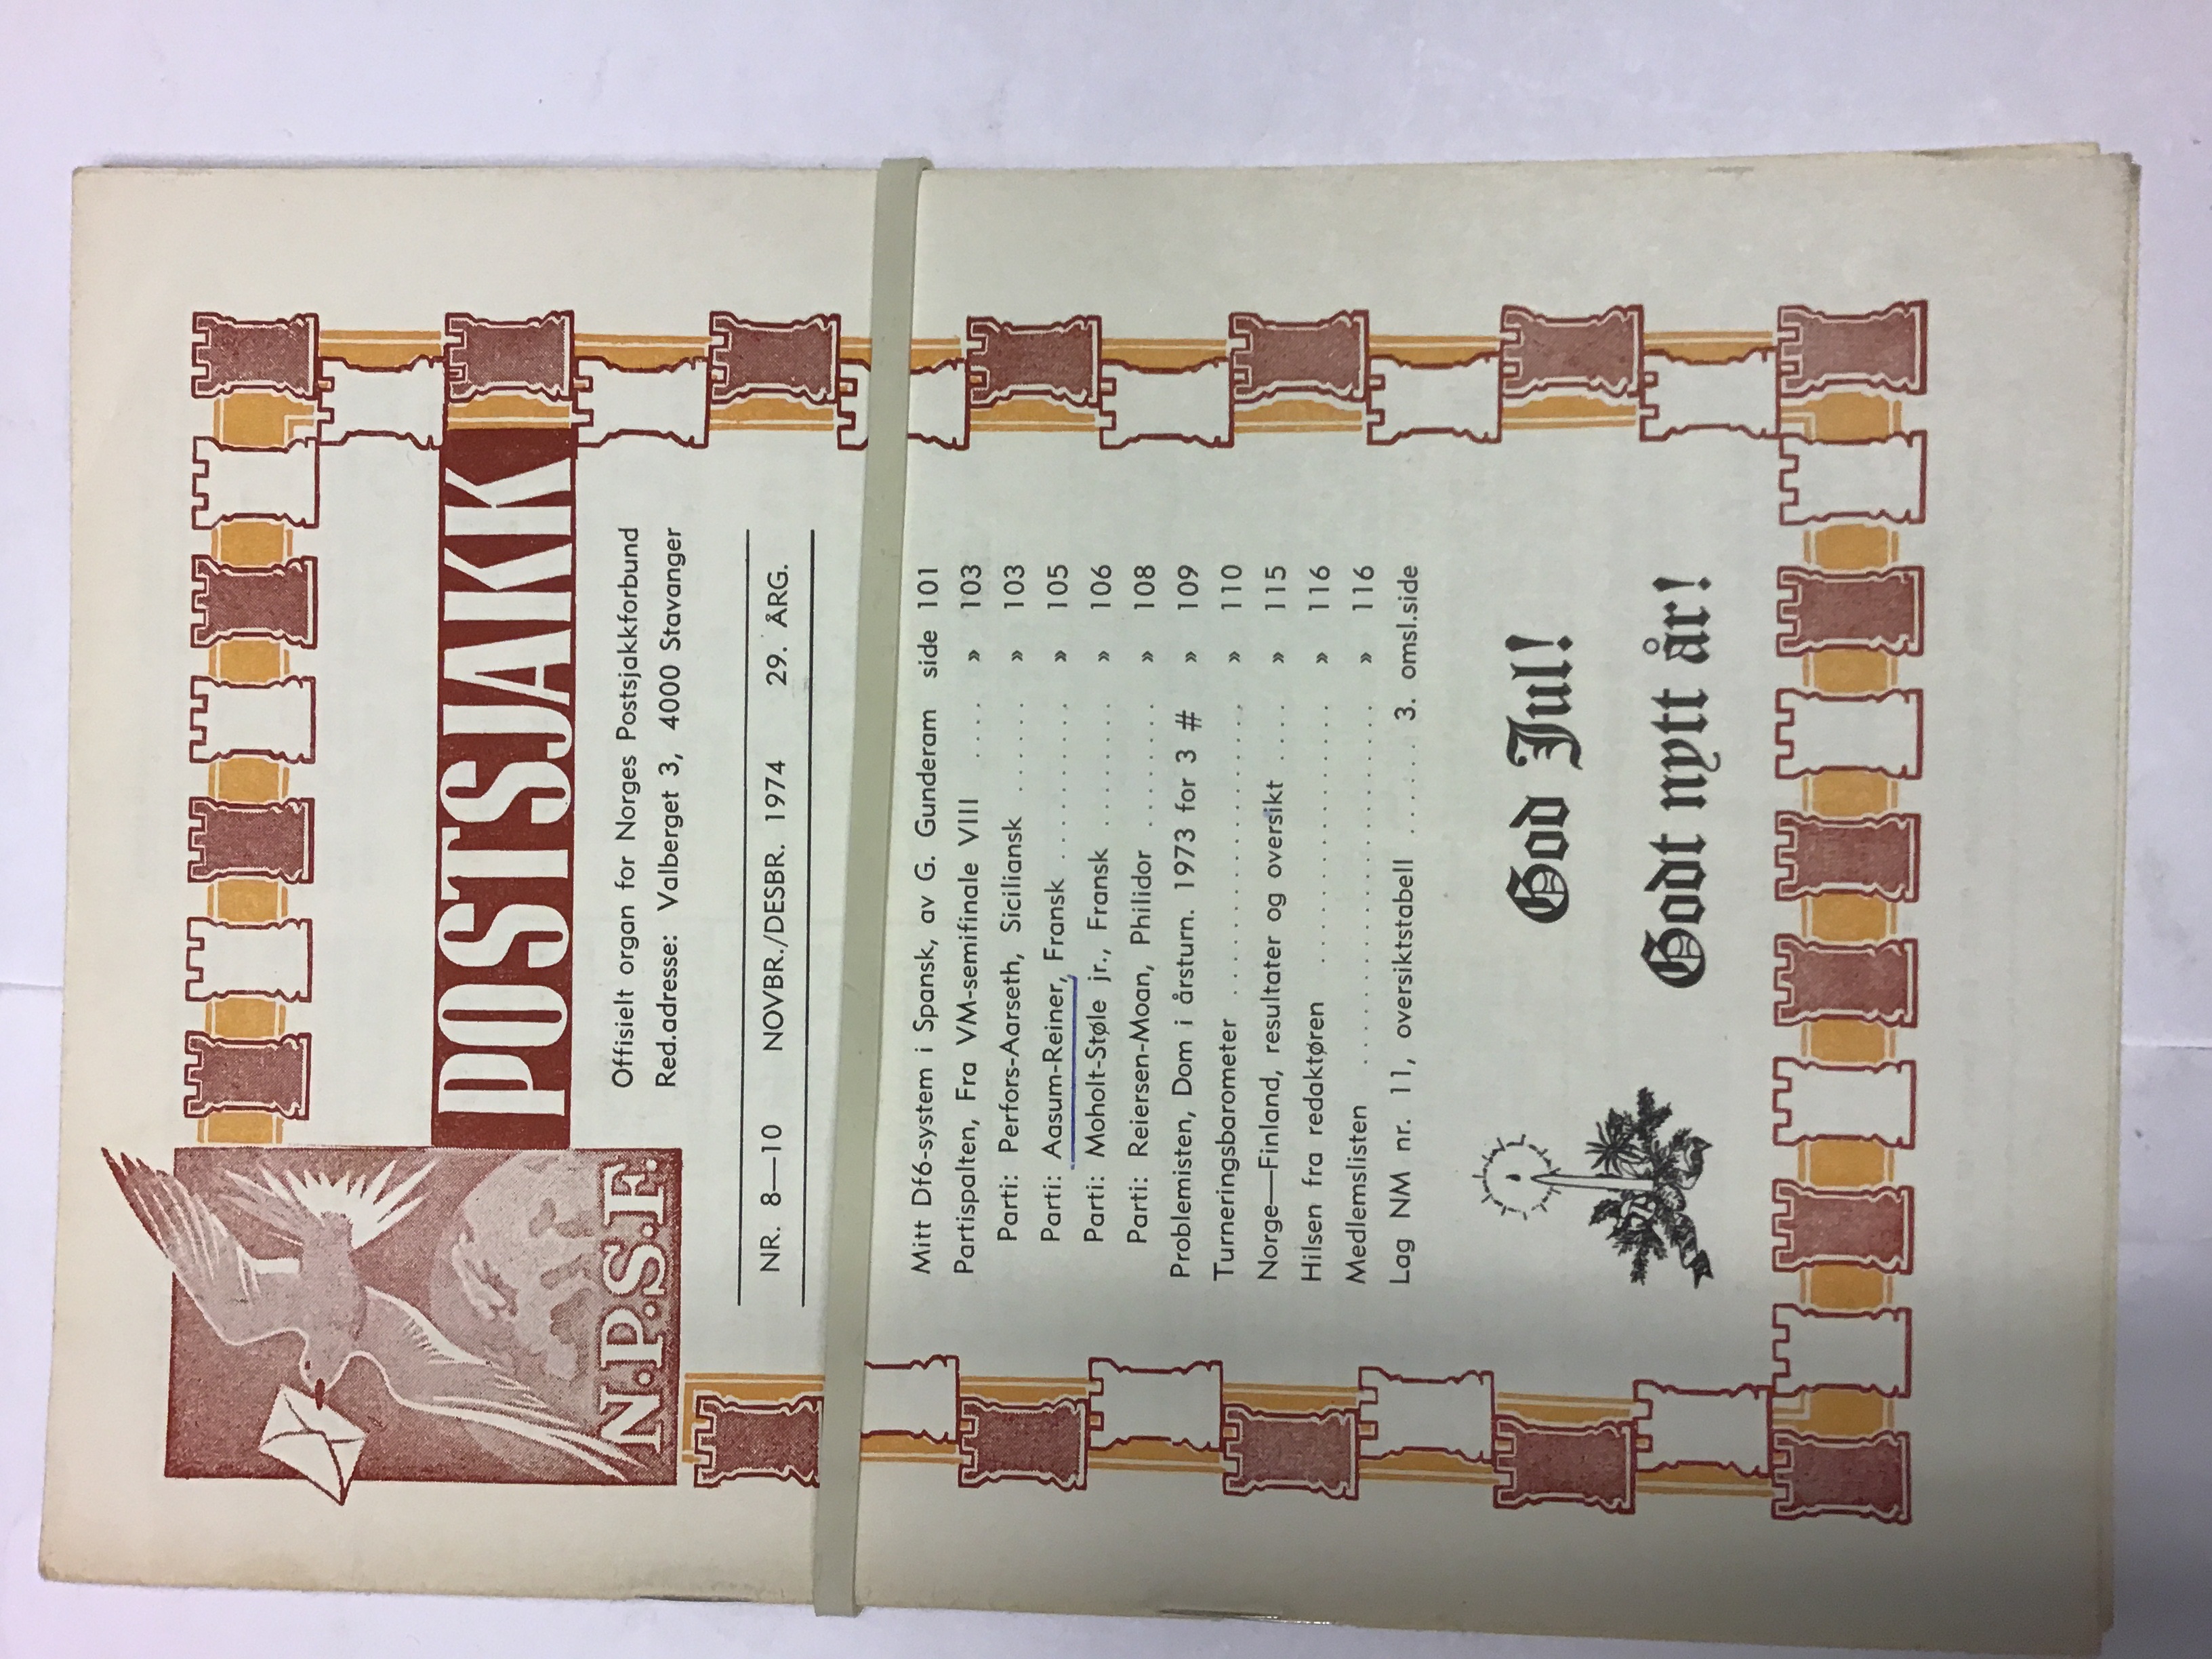 N.P.S.F.
POSTSJAKK
Offisielt organ for Norges Postsjakkforbund
Red.adresse: Valberget 3, 4000 Stavanger
NR. 8—10 NOVBR./DESBR. 1974 29. ÅRG.
Mitt Df6-system i Spansk, av G. Gunderam side 101
Partispalten, Fra VM-semifinale VIII .... » 103
Parti: Perfors-Aarseth, Siciliansk ....... » 103
Parti: Aasum-Reiner, Fransk ............ » 105
Parti: Moholt-Støle jr., Fransk .......... » 106
Parti: Reiersen-Moan, Philidor ........ » 108
Problemisten, Dom i årsturn. 1973 for 3 # » 109
Turneringsbarometer ........................ » 110
Norge—Finland, resultater og oversikt .... » 115
Hilsen fra redaktøren ...................... » 116
Medlemslisten .............................. » 116
Lag NM nr. 11, oversiktstabell ...... 3. omsl.side
God Jul!
Godt nytt år!